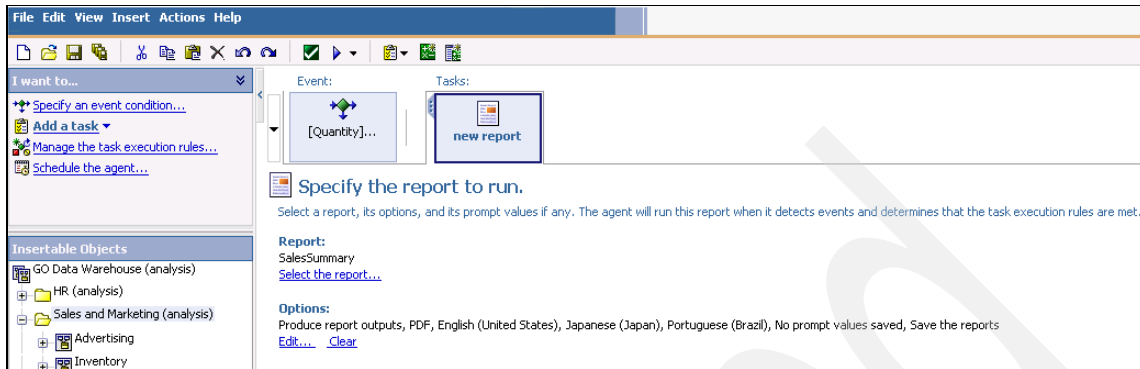 File Edit View Insert Actions Help
I want to...
Specify an event condition...
Add a task
Manage the task execution rules...
Schedule the agent...
Event:
Tasks:
[Quantity]...
new report
Specify the report to run.
Select a report, its options, and its prompt values if any. The agent will run this report when it detects events and determines that the task execution rules are met.
Report:
SalesSummary
Select the report...
Options:
Produce report outputs, PDF, English (United States), Japanese (Japan), Portuguese (Brazil), No prompt values saved, Save the reports
Edit... Clear
Insertable Objects
GO Data Warehouse (analysis)
HR (analysis)
Sales and Marketing (analysis)
Advertising
Inventory